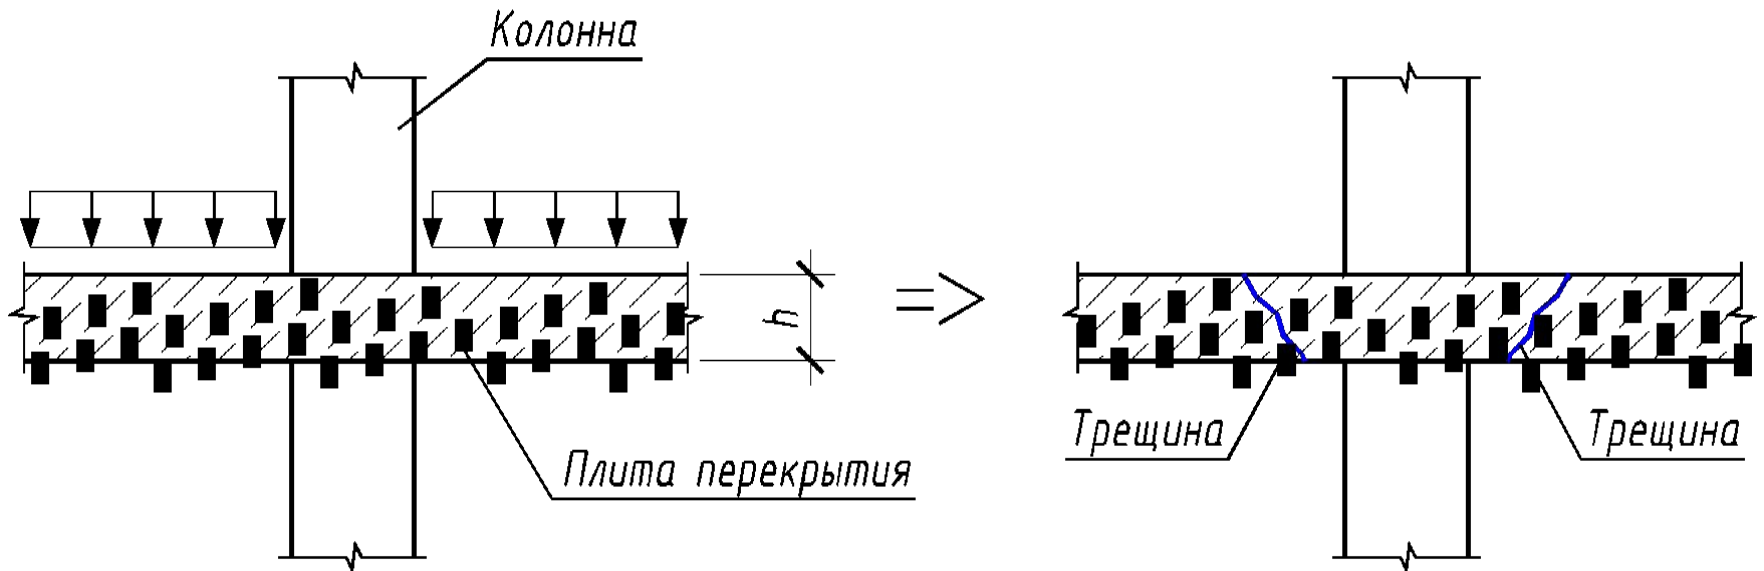 Колонна
h
=>
Плита перекрытия
Трещина
Трещина